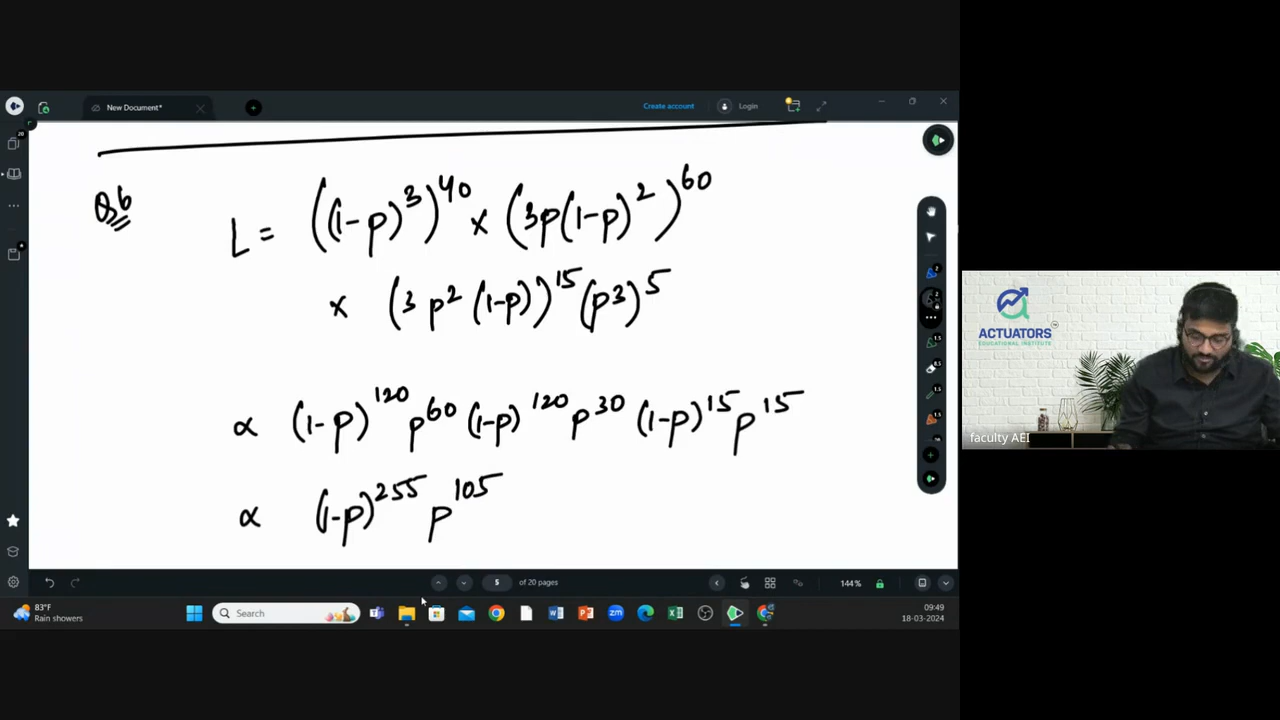 New Document*
Create account
Login
20
Q6
L = ((1-p)^3)^40 × (3p(1-p)^2)^60
× (3p^2(1-p))^15 (p^3)^5
∝ (1-p)^120 p^60 (1-p)^120 p^30 (1-p)^15 p^15
∝ (1-p)^255 p^105
5 of 20 pages
144%
83°F
Rain showers
Search
09:49
18-03-2024
ACTUATORS
EDUCATIONAL INSTITUTE
faculty AEI